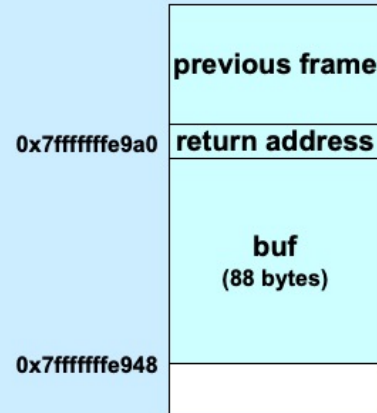 previous frame
0x7fffffffe9a0 return address
buf
(88 bytes)
0x7fffffffe948